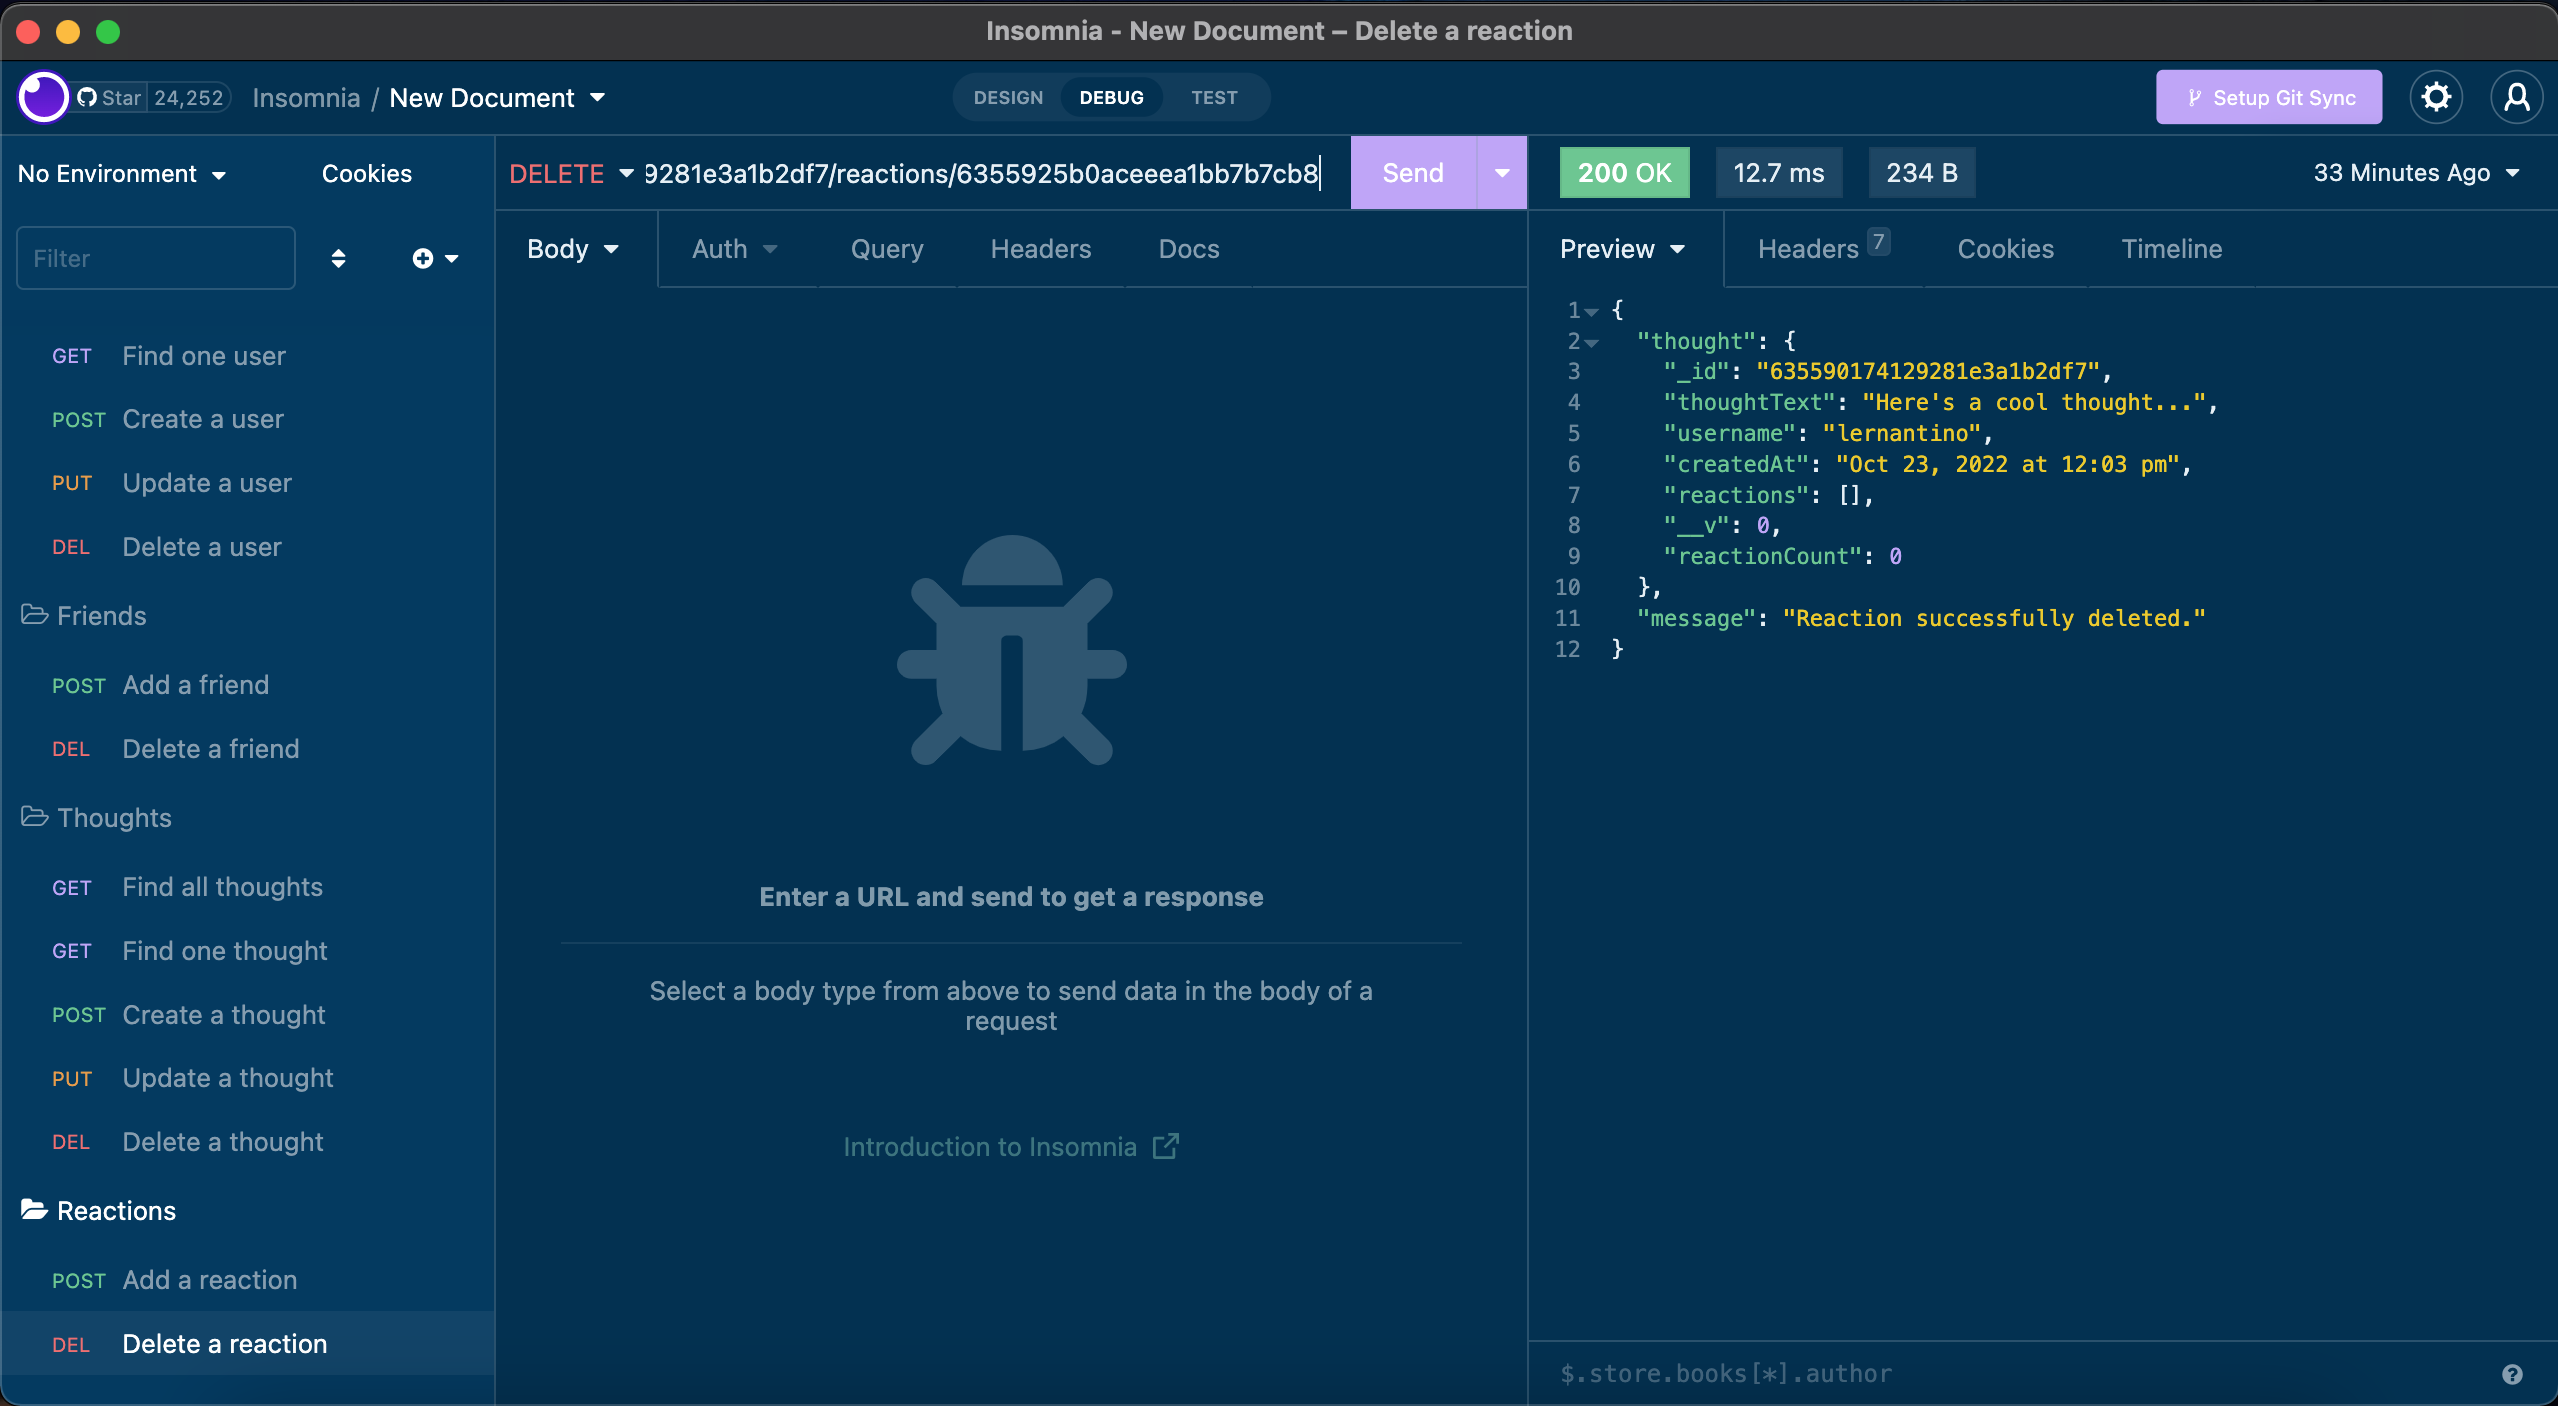 Insomnia - New Document – Delete a reaction
Star 24,252 Insomnia / New Document
DESIGN DEBUG TEST
Setup Git Sync
No Environment Cookies
Filter
GET Find one user
POST Create a user
PUT Update a user
DEL Delete a user
Friends
POST Add a friend
DEL Delete a friend
Thoughts
GET Find all thoughts
GET Find one thought
POST Create a thought
PUT Update a thought
DEL Delete a thought
Reactions
POST Add a reaction
DEL Delete a reaction
DELETE 9281e3a1b2df7/reactions/6355925b0aceeea1bb7b7cb8 Send
Body Auth Query Headers Docs
Enter a URL and send to get a response
Select a body type from above to send data in the body of a
request
Introduction to Insomnia
200 OK 12.7 ms 234 B 33 Minutes Ago
Preview Headers 7 Cookies Timeline
1 {
2 "thought": {
3 "_id": "635590174129281e3a1b2df7",
4 "thoughtText": "Here's a cool thought...",
5 "username": "lernantino",
6 "createdAt": "Oct 23, 2022 at 12:03 pm",
7 "reactions": [],
8 "__v": 0,
9 "reactionCount": 0
10 },
11 "message": "Reaction successfully deleted."
12 }
$.store.books[*].author